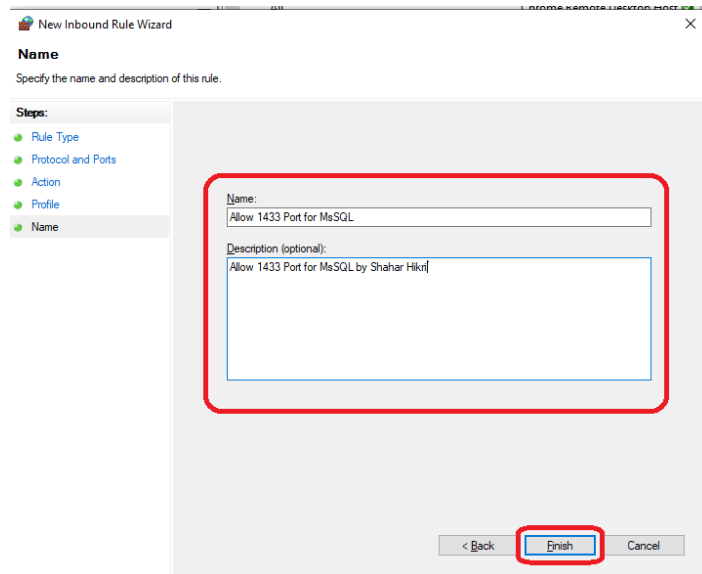 All
Chrome Remote Desktop Host
New Inbound Rule Wizard
Name
Specify the name and description of this rule.
Steps:
Rule Type
Protocol and Ports
Action
Profile
Name
Name:
Allow 1433 Port for MsSQL
Description (optional):
Allow 1433 Port for MsSQL by Shahar Hikri
< Back
Finish
Cancel